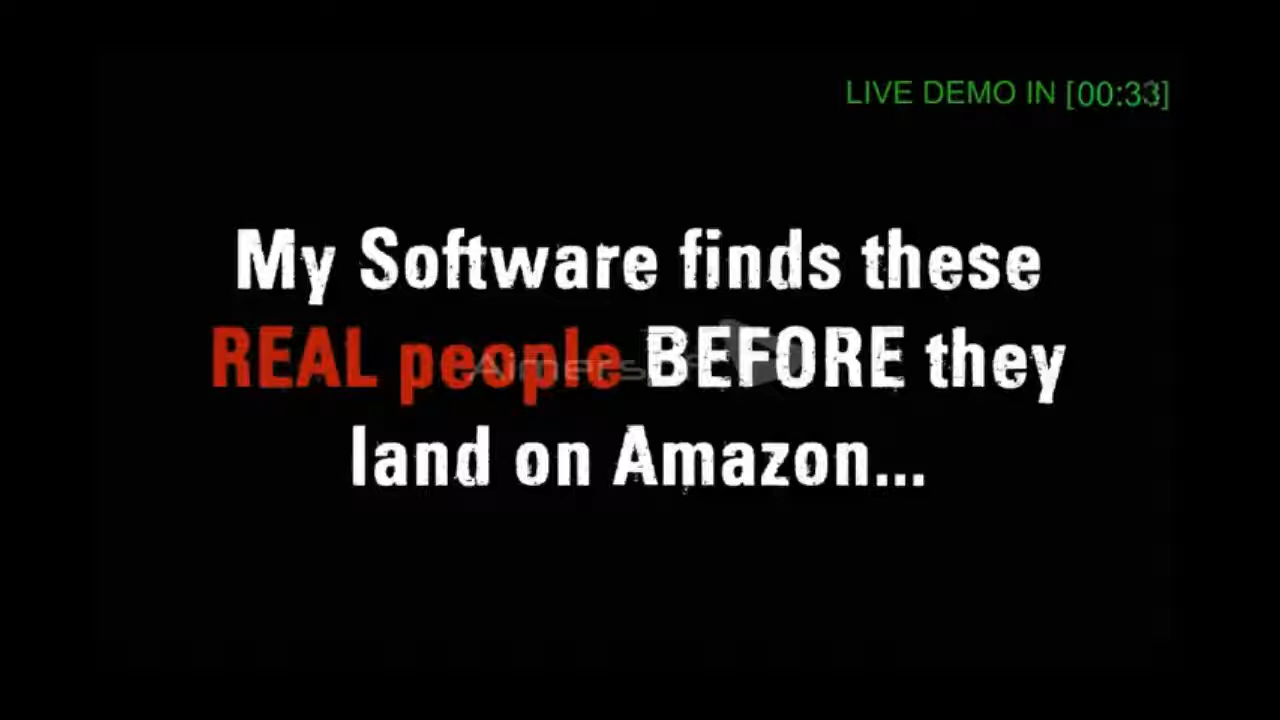 LIVE DEMO IN [00:33]
My Software finds these
REAL people BEFORE they
land on Amazon...